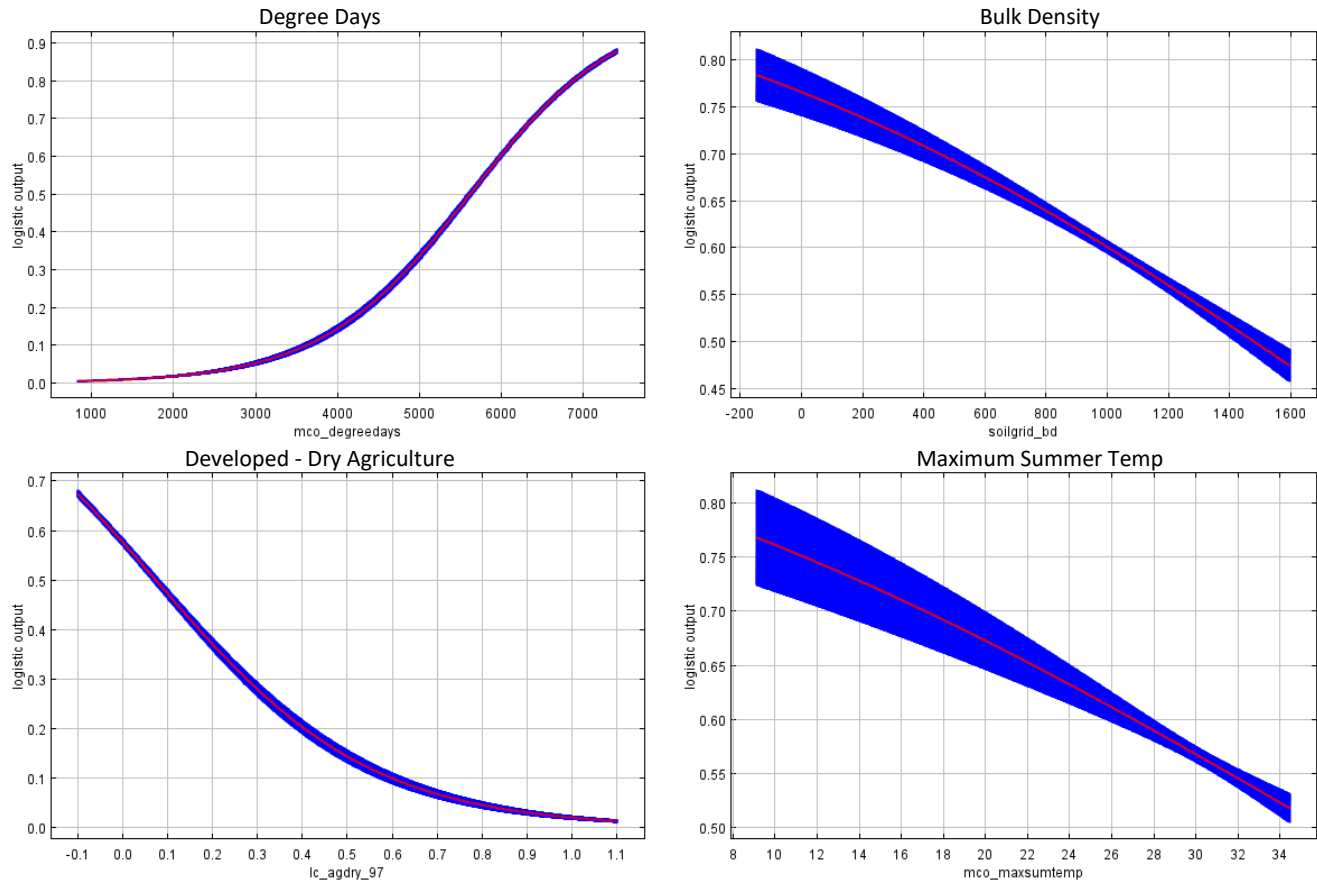 Degree Days
0.9
0.8
0.7
0.6
0.5
0.4
0.3
0.2
0.1
0.0
logistic output
1000 2000 3000 4000 5000 6000 7000
mco_degreedays
Bulk Density
0.80
0.75
0.70
0.65
0.60
0.55
0.50
0.45
logistic output
-200 0 200 400 600 800 1000 1200 1400 1600
soilgrid_bd
Developed - Dry Agriculture
0.7
0.6
0.5
0.4
0.3
0.2
0.1
0.0
logistic output
-0.1 0.0 0.1 0.2 0.3 0.4 0.5 0.6 0.7 0.8 0.9 1.0 1.1
lc_agdry_97
Maximum Summer Temp
0.80
0.75
0.70
0.65
0.60
0.55
0.50
logistic output
8 10 12 14 16 18 20 22 24 26 28 30 32 34
mco_maxsumtemp